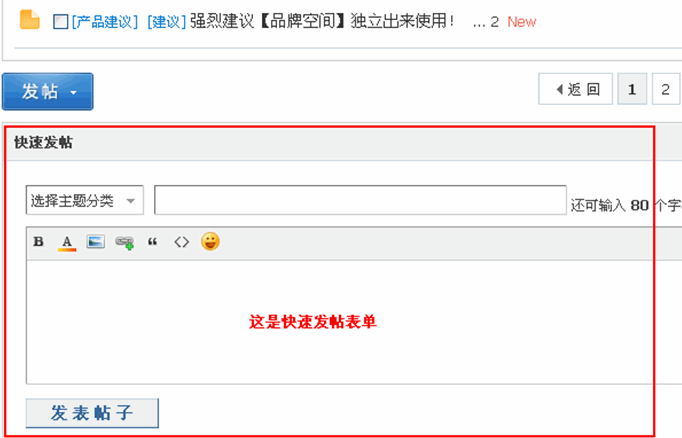 [产品建议] [建议] 强烈建议【品牌空间】独立出来使用! ... 2 New
发帖 返回 1 2
快速发帖
选择主题分类 还可输入 80 个字
B A “ <>
这是快速发帖表单
发表帖子